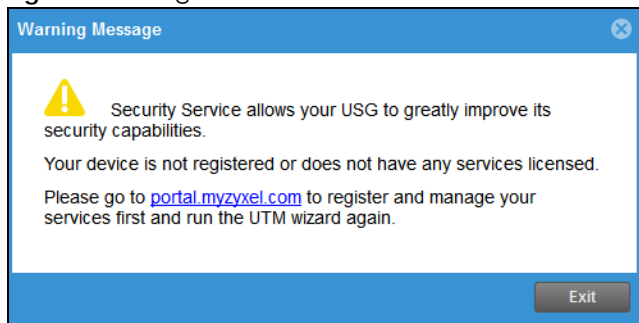 Warning Message
Security Service allows your USG to greatly improve its
security capabilities.
Your device is not registered or does not have any services licensed.
Please go to portal.myzyxel.com to register and manage your
services first and run the UTM wizard again.
Exit